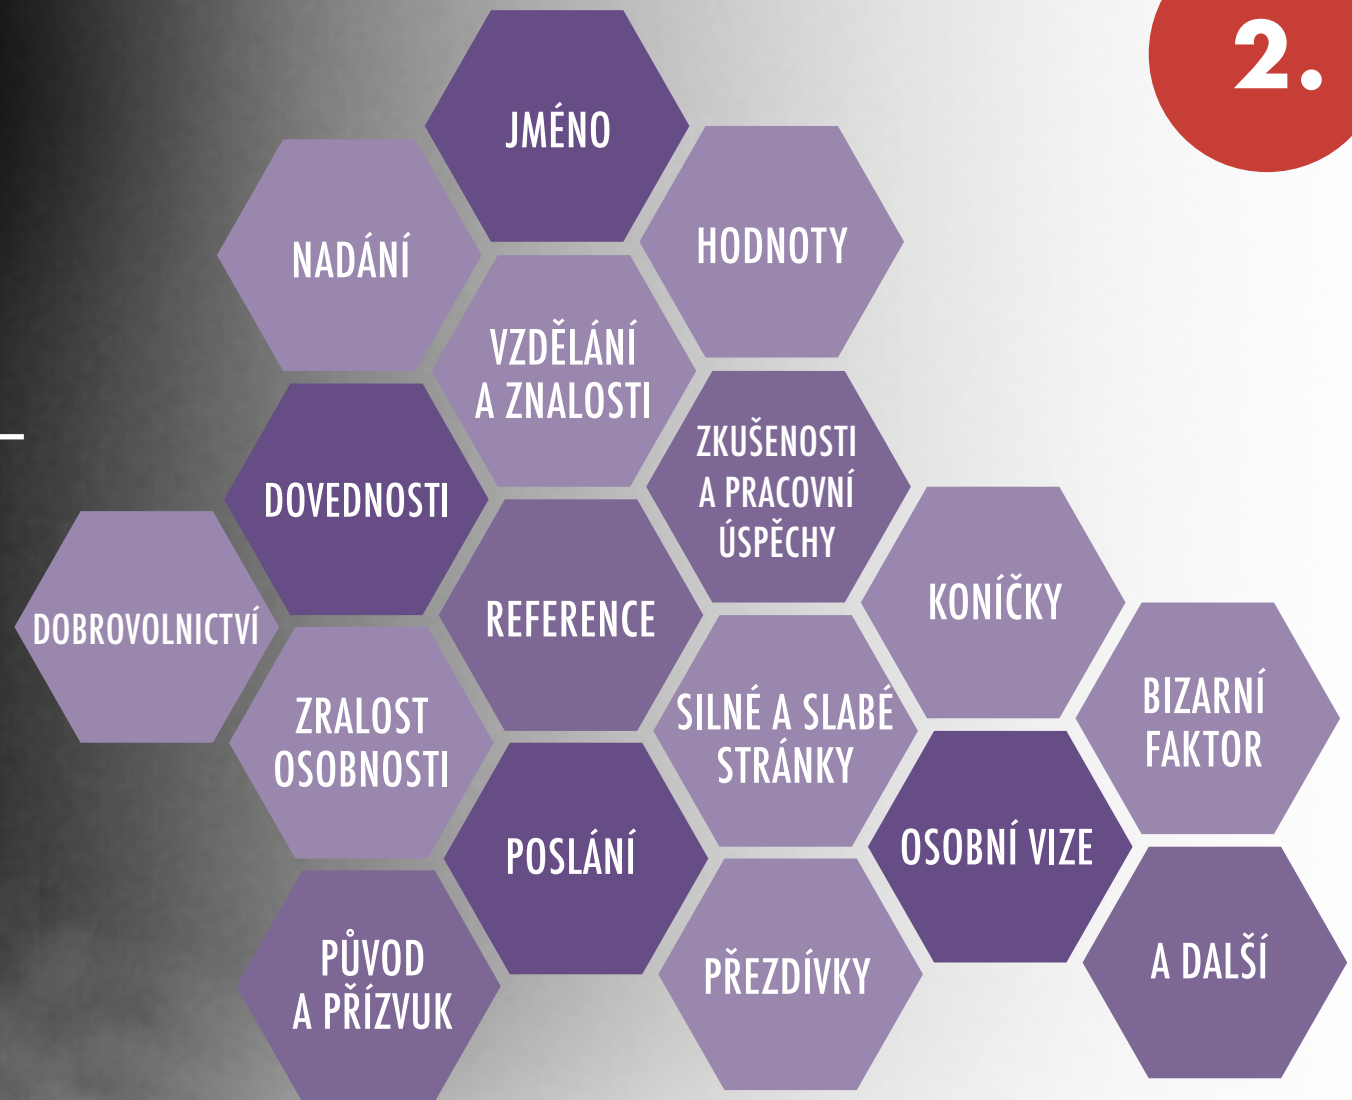 2.
JMÉNO
NADÁNÍ
HODNOTY
VZDĚLÁNÍ
A ZNALOSTI
ZKUŠENOSTI
A PRACOVNÍ
ÚSPĚCHY
DOVEDNOSTI
KONÍČKY
REFERENCE
DOBROVOLNICTVÍ
BIZARNÍ
FAKTOR
ZRALOST
OSOBNOSTI
SILNÉ A SLABÉ
STRÁNKY
OSOBNÍ VIZE
POSLÁNÍ
A DALŠÍ
PŮVOD
A PŘÍZVUK
PŘEZDÍVKY